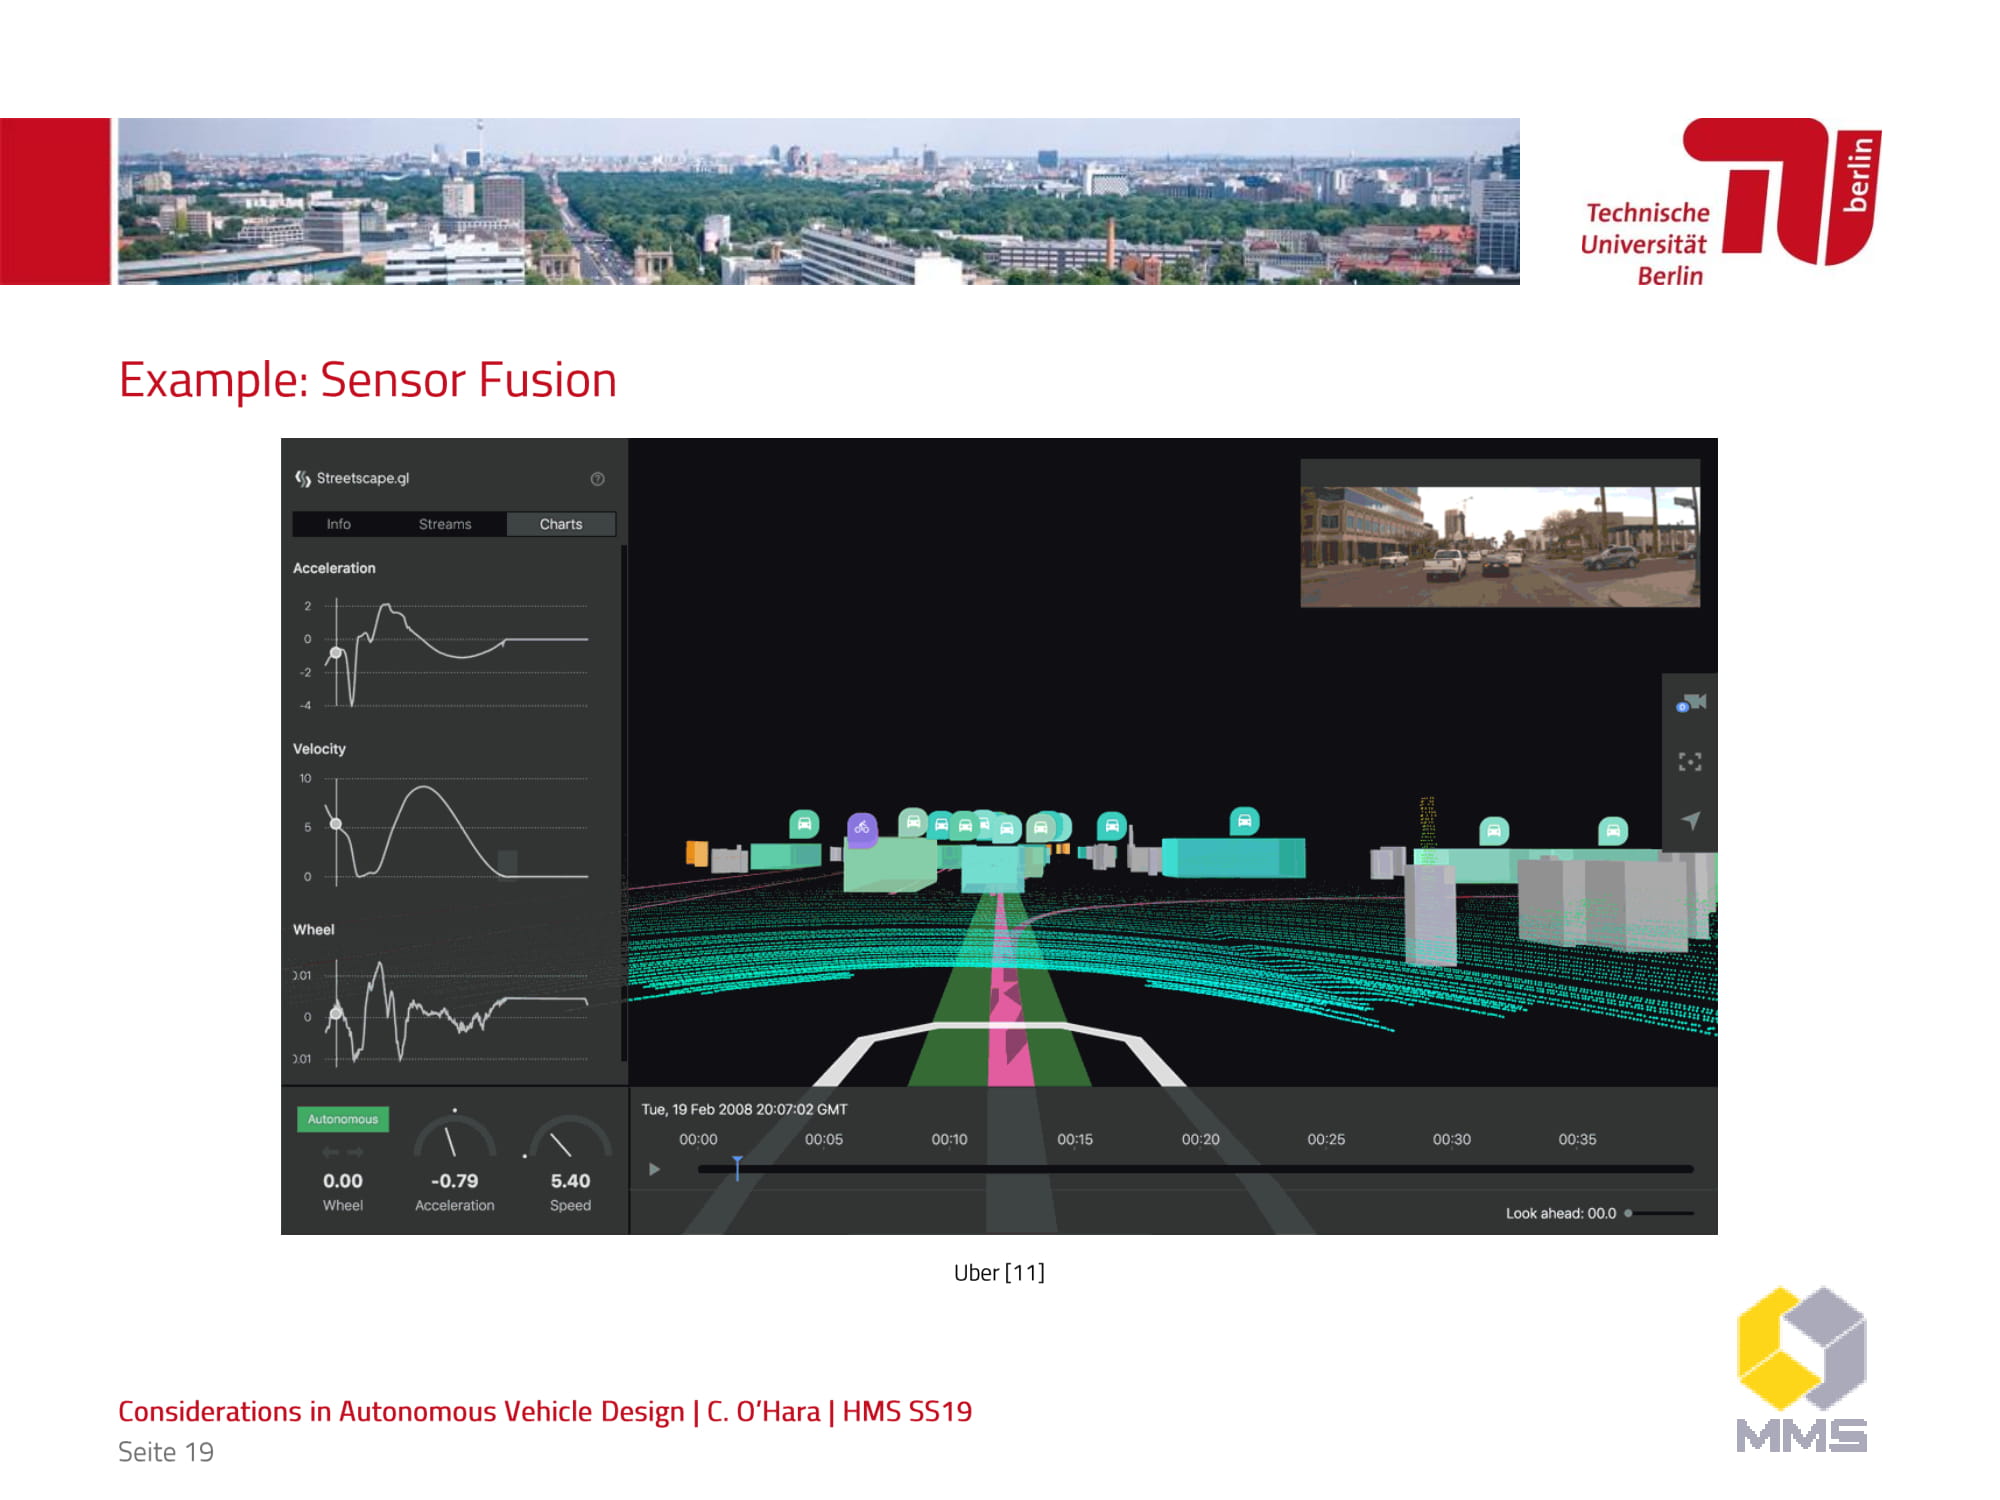 Technische
Universität
Berlin
berlin
Example: Sensor Fusion
Streetscape.gl
Info Streams Charts
Acceleration
2
0
-2
-4
Velocity
10
5
0
Wheel
0.01
0
0.01
Autonomous
0.00 -0.79 5.40
Wheel Acceleration Speed
Tue, 19 Feb 2008 20:07:02 GMT
00:00 00:05 00:10 00:15 00:20 00:25 00:30 00:35
Look ahead: 00.0
Uber [11]
Considerations in Autonomous Vehicle Design | C. O'Hara | HMS SS19
Seite 19
MMS